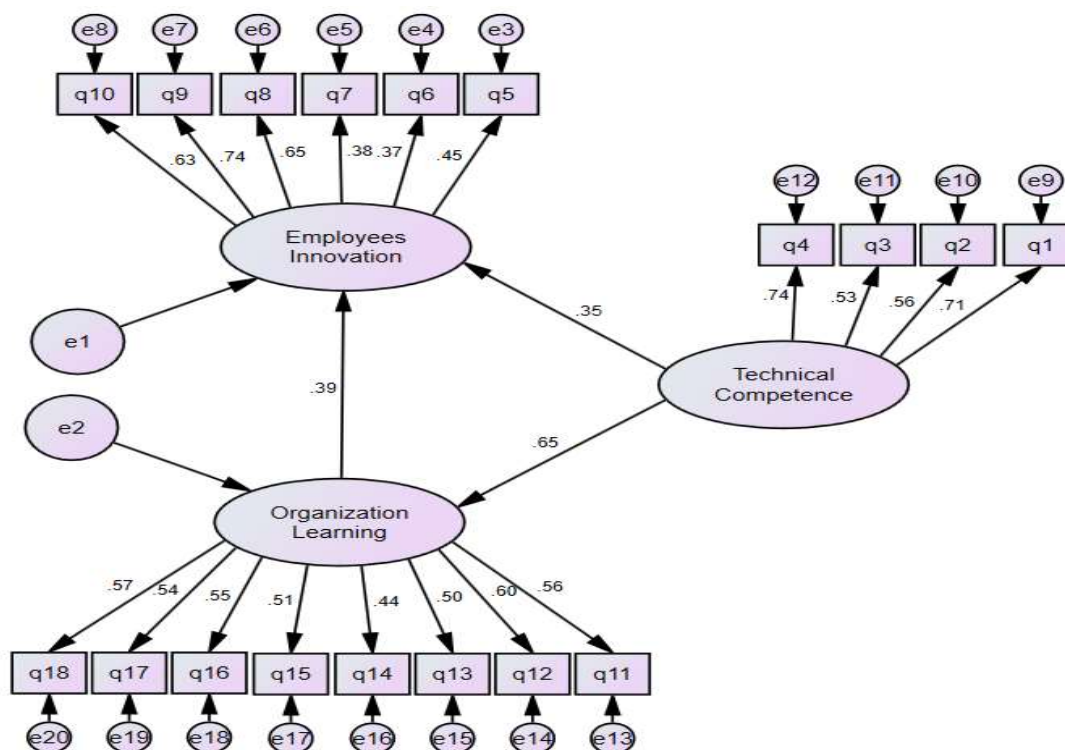 e8 e7 e6 e5 e4 e3
q10 q9 q8 q7 q6 q5
.63 .74 .65 .38 .37 .45
e12 e11 e10 e9
q4 q3 q2 q1
.74 .53 .56 .71
Employees
Innovation
e1
.35
Technical
Competence
.39
e2
.65
Organization
Learning
.57 .54 .55 .51 .44 .50 .60 .56
q18 q17 q16 q15 q14 q13 q12 q11
e20 e19 e18 e17 e16 e15 e14 e13